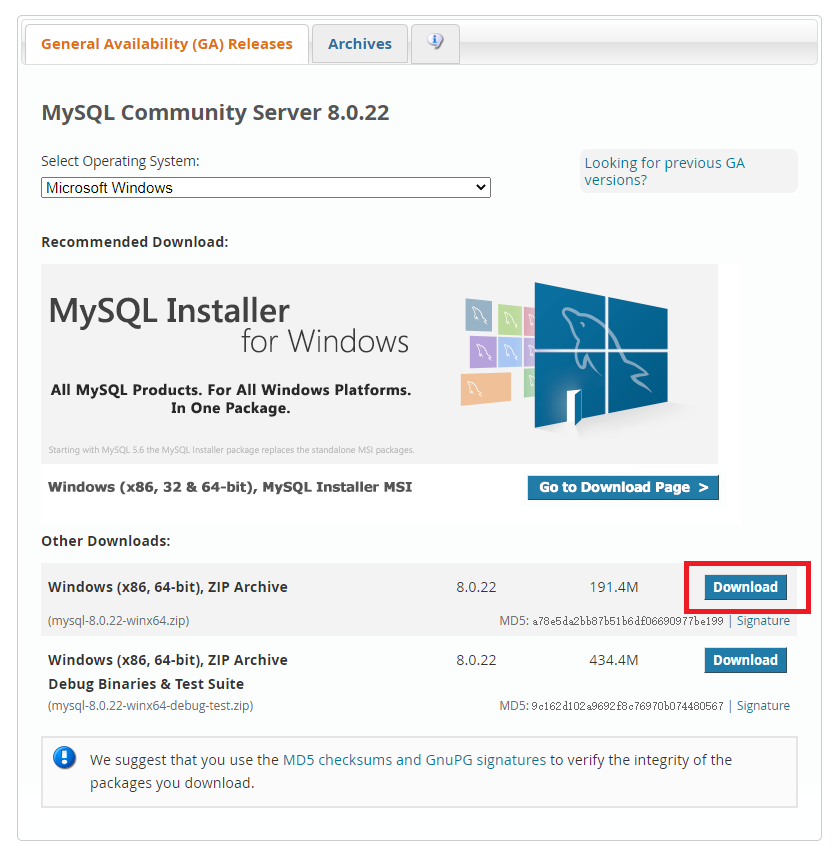 General Availability (GA) Releases
Archives
MySQL Community Server 8.0.22
Select Operating System:
Microsoft Windows
Looking for previous GA
versions?
Recommended Download:
MySQL Installer
for Windows
All MySQL Products. For All Windows Platforms.
In One Package.
Starting with MySQL 5.6 the MySQL Installer package replaces the standalone MSI packages.
Windows (x86, 32 & 64-bit), MySQL Installer MSI
Go to Download Page >
Other Downloads:
Windows (x86, 64-bit), ZIP Archive 8.0.22 191.4M Download
(mysql-8.0.22-winx64.zip) MD5: a78e5da2bb87b51b6df06690977be199 | Signature
Windows (x86, 64-bit), ZIP Archive 8.0.22 434.4M Download
Debug Binaries & Test Suite
(mysql-8.0.22-winx64-debug-test.zip) MD5: 9c162d102a9692f8c76970b074480567 | Signature
We suggest that you use the MD5 checksums and GnuPG signatures to verify the integrity of the
packages you download.